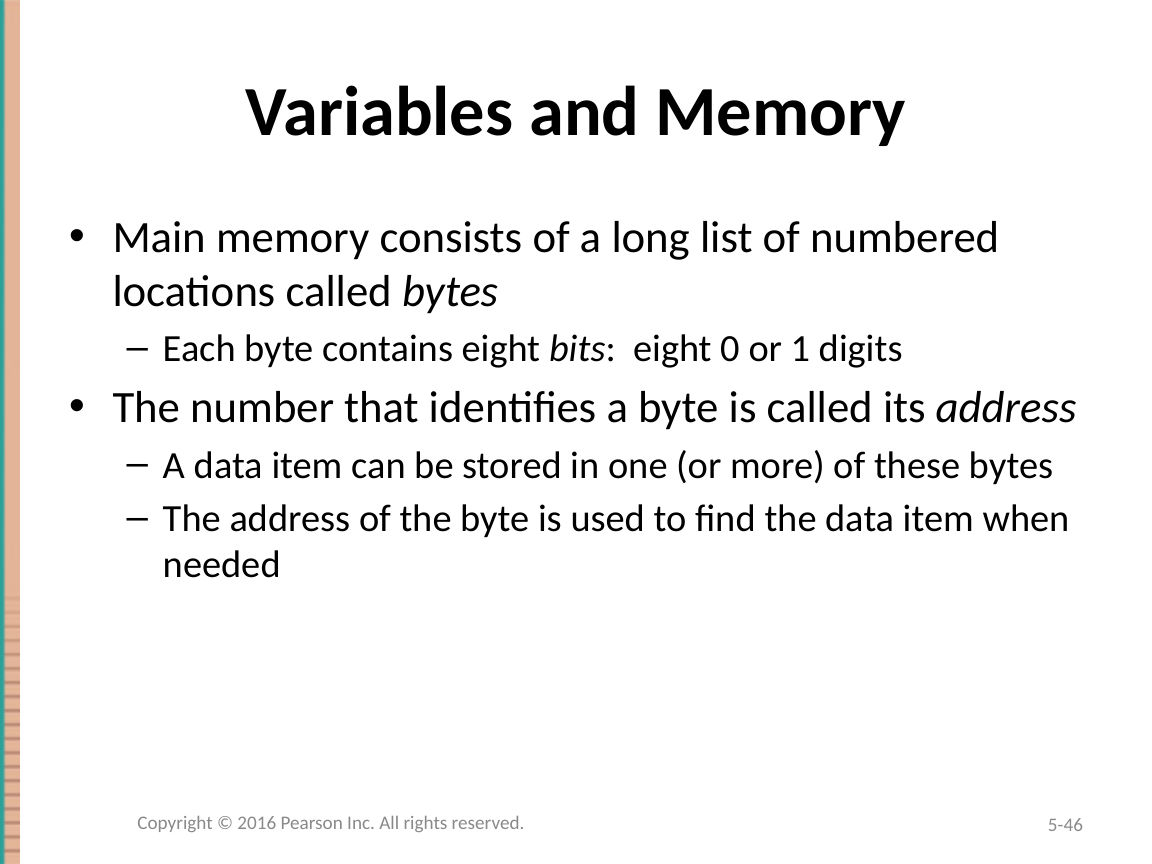 Variables and Memory
• Main memory consists of a long list of numbered
locations called bytes
– Each byte contains eight bits:  eight 0 or 1 digits
• The number that identifies a byte is called its address
– A data item can be stored in one (or more) of these bytes
– The address of the byte is used to find the data item when
needed
Copyright © 2016 Pearson Inc. All rights reserved.
5-46